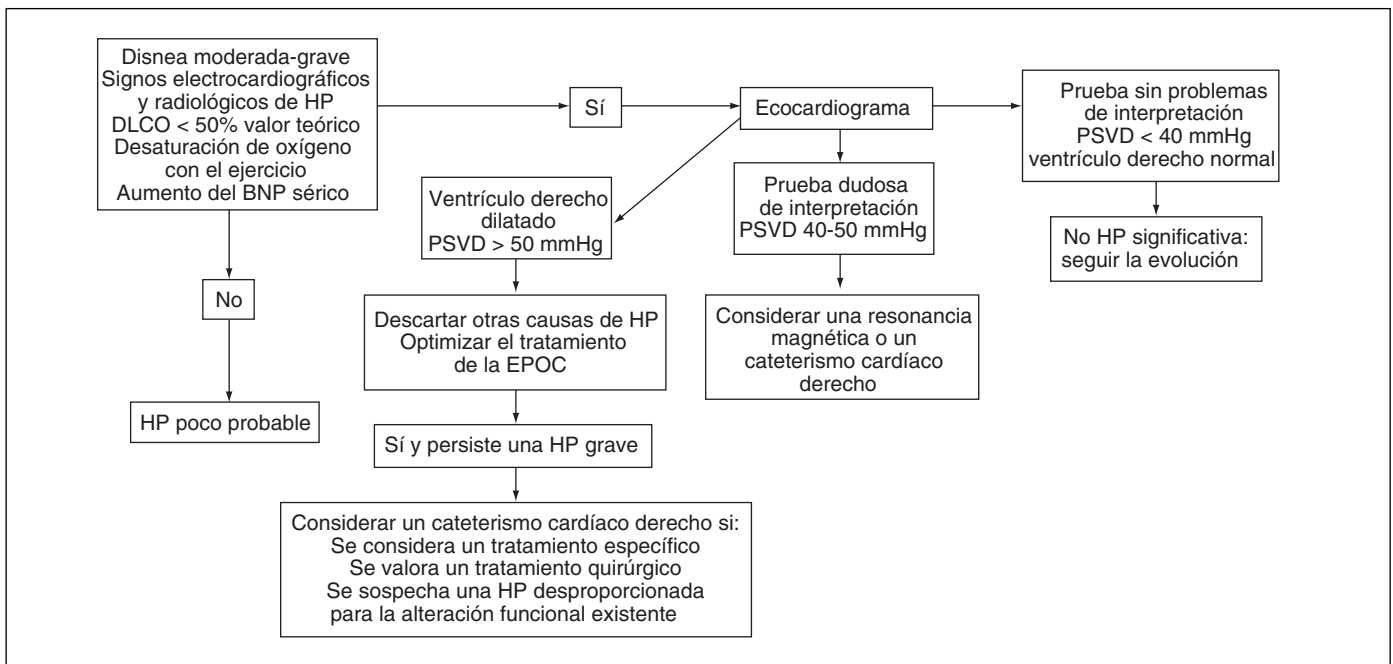 Disnea moderada-grave
Signos electrocardiográficos
y radiológicos de HP
DLCO < 50% valor teórico
Desaturación de oxígeno
con el ejercicio
Aumento del BNP sérico
Sí
Ecocardiograma
Prueba sin problemas
de interpretación
PSVD < 40 mmHg
ventrículo derecho normal
Ventrículo derecho
dilatado
PSVD > 50 mmHg
Prueba dudosa
de interpretación
PSVD 40-50 mmHg
No HP significativa:
seguir la evolución
No
Descartar otras causas de HP
Optimizar el tratamiento
de la EPOC
Considerar una resonancia
magnética o un
cateterismo cardíaco
derecho
HP poco probable
Sí y persiste una HP grave
Considerar un cateterismo cardíaco derecho si:
Se considera un tratamiento específico
Se valora un tratamiento quirúrgico
Se sospecha una HP desproporcionada
para la alteración funcional existente